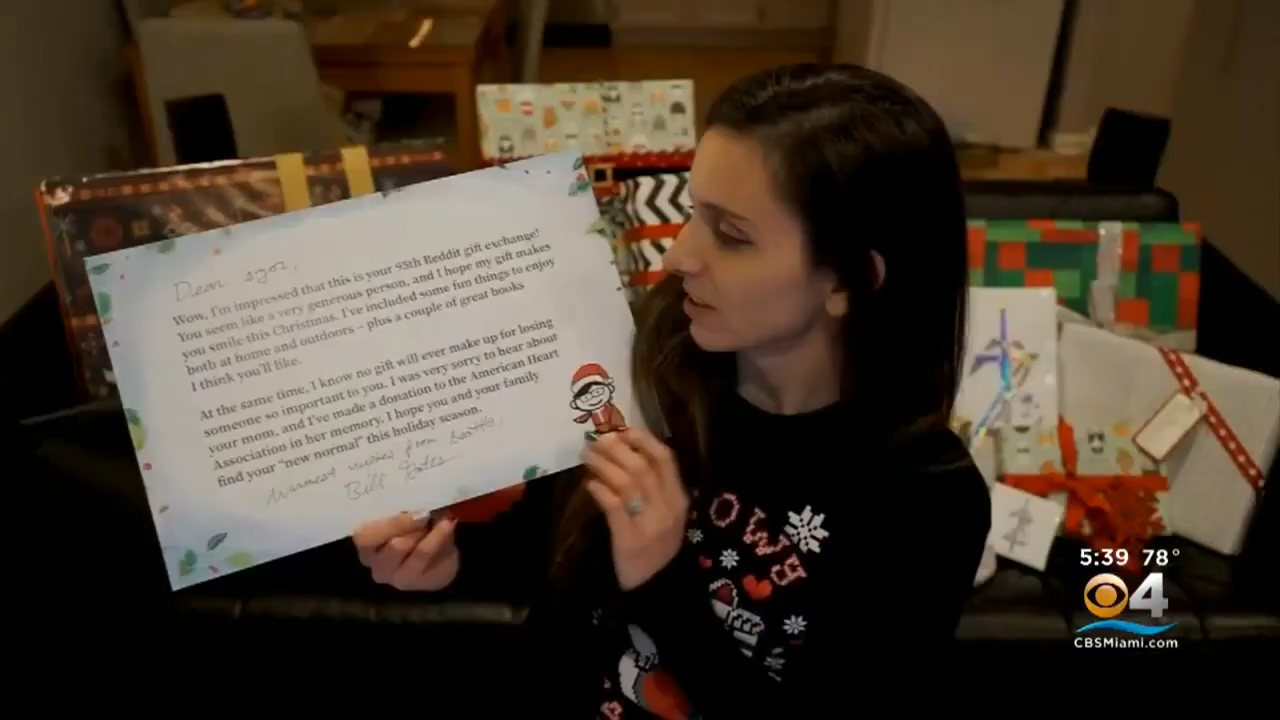 Dear szor,
Wow, I'm impressed that this is your 95th Reddit gift exchange!
You seem like a very generous person, and I hope my gift makes
you smile this Christmas. I've included some fun things to enjoy
both at home and outdoors – plus a couple of great books
I think you'll like.
At the same time, I know no gift will ever make up for losing
someone so important to you. I was very sorry to hear about
your mom, and I've made a donation to the American Heart
Association in her memory. I hope you and your family
find your "new normal" this holiday season.
Warmest wishes from Seattle,
Bill Gates
5:39 78°
4
CBSMiami.com